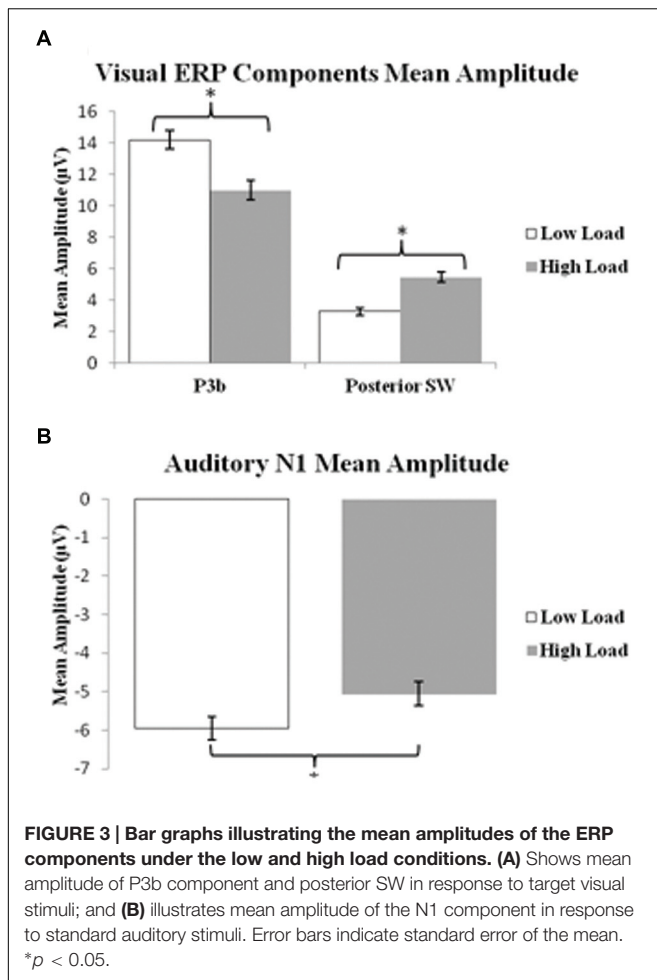 A
Visual ERP Components Mean Amplitude
*
16
14
12
10
8
6
4
2
0
Mean Amplitude (µV)
*
Low Load
High Load
P3b
Posterior SW
B
Auditory N1 Mean Amplitude
0
-1
-2
-3
-4
-5
-6
-7
Mean Amplitude (µV)
Low Load
High Load
*
FIGURE 3 | Bar graphs illustrating the mean amplitudes of the ERP
components under the low and high load conditions. (A) Shows mean
amplitude of P3b component and posterior SW in response to target visual
stimuli; and (B) illustrates mean amplitude of the N1 component in response
to standard auditory stimuli. Error bars indicate standard error of the mean.
*p < 0.05.